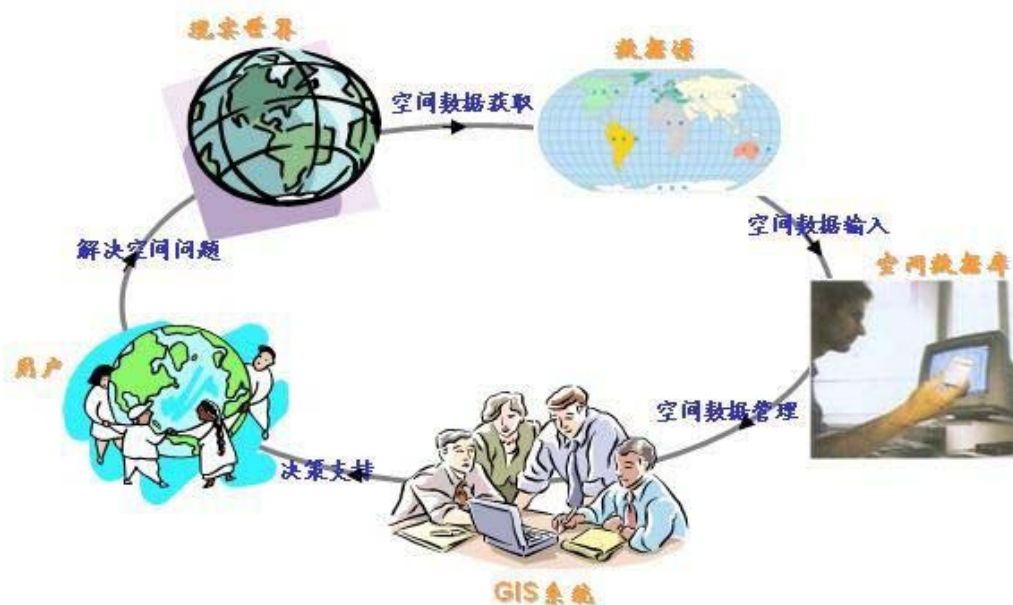 现实世界
数据源
空间数据获取
空间数据输入
解决空间问题
空间数据库
用户
空间数据管理
决策支持
GIS系统